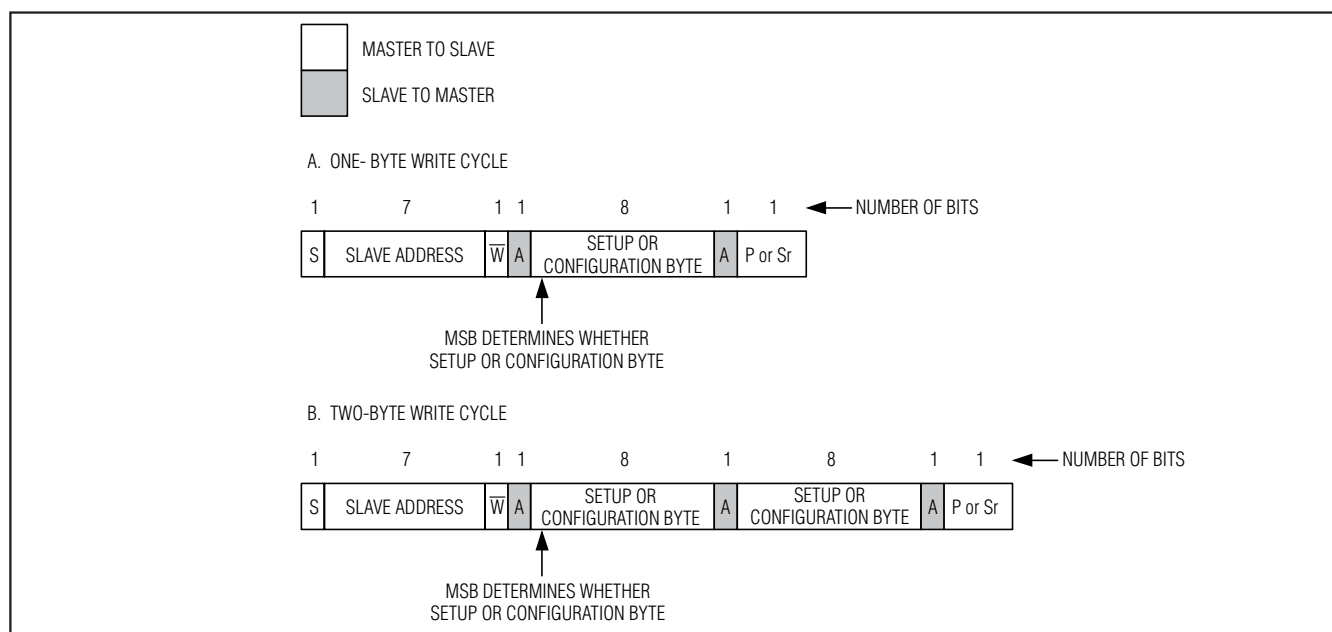 MASTER TO SLAVE
SLAVE TO MASTER
A. ONE- BYTE WRITE CYCLE
1 7 1 1 8 1 1 NUMBER OF BITS
S SLAVE ADDRESS W̅ A SETUP OR
CONFIGURATION BYTE A P or Sr
MSB DETERMINES WHETHER
SETUP OR CONFIGURATION BYTE
B. TWO-BYTE WRITE CYCLE
1 7 1 1 8 1 8 1 1 NUMBER OF BITS
S SLAVE ADDRESS W̅ A SETUP OR
CONFIGURATION BYTE A SETUP OR
CONFIGURATION BYTE A P or Sr
MSB DETERMINES WHETHER
SETUP OR CONFIGURATION BYTE